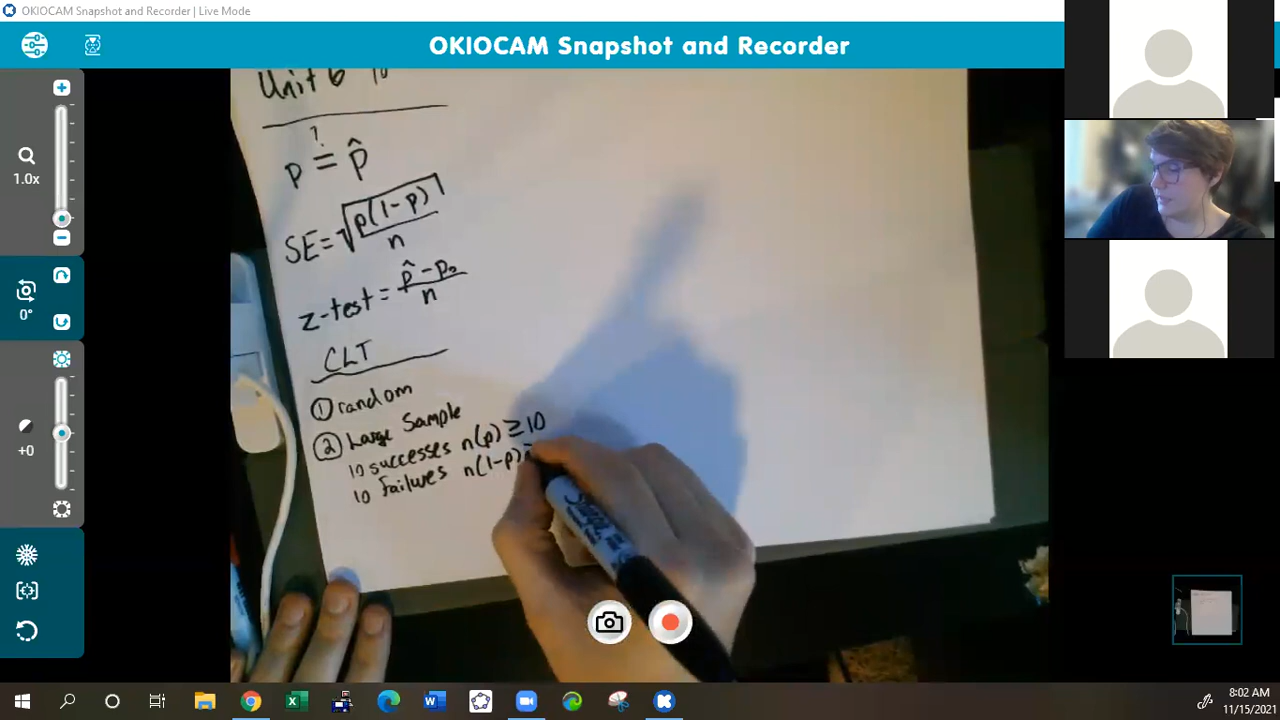 OKIOCAM Snapshot and Recorder | Live Mode
OKIOCAM Snapshot and Recorder
1.0x
0°
+0
Unit 6 10
p ?= p̂
SE = √p(1-p)/n
z-test = p̂ - p₀/n
CLT
① random
② Large Sample
10 successes n(p) ≥ 10
10 failures n(1-p)
8:02 AM
11/15/2021